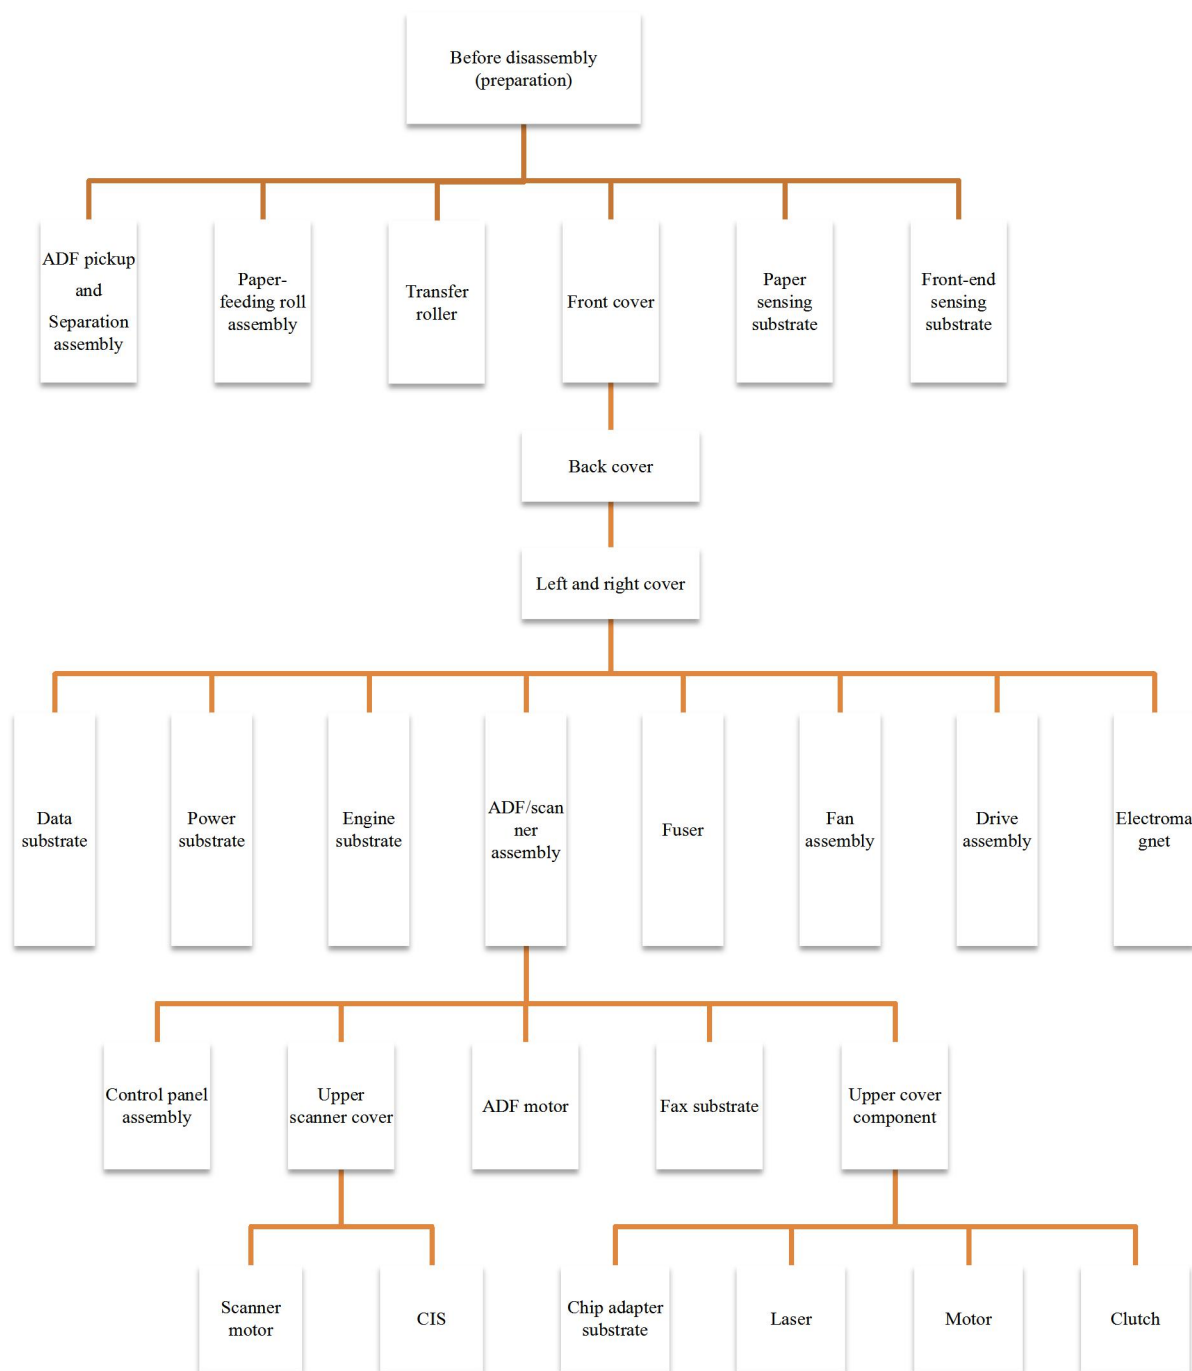 Before disassembly
(preparation)
ADF pickup
and
Separation
assembly
Paper-
feeding roll
assembly
Transfer
roller
Front cover
Paper
sensing
substrate
Front-end
sensing
substrate
Back cover
Left and right cover
Data
substrate
Power
substrate
Engine
substrate
ADF/scan
ner
assembly
Fuser
Fan
assembly
Drive
assembly
Electroma
gnet
Control panel
assembly
Upper
scanner cover
ADF motor
Fax substrate
Upper cover
component
Scanner
motor
CIS
Chip adapter
substrate
Laser
Motor
Clutch